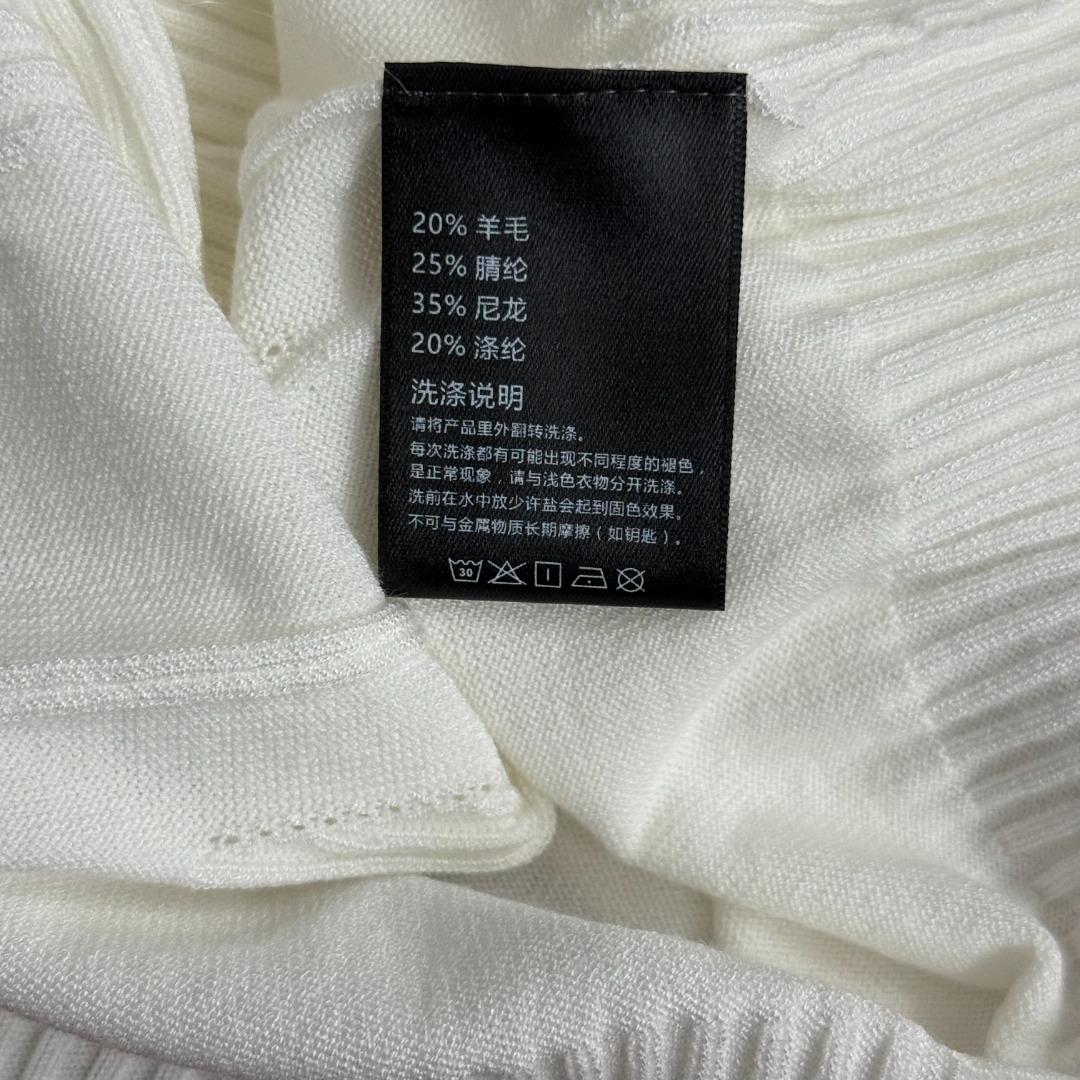 20% 羊毛
25% 腈纶
35% 尼龙
20% 涤纶
洗涤说明
请将产品里外翻转洗涤。
每次洗涤都有可能出现不同程度的褪色，
是正常现象，请与浅色衣物分开洗涤。
洗前在水中放少许盐会起到固色效果。
不可与金属物质长期摩擦（如钥匙）。
30